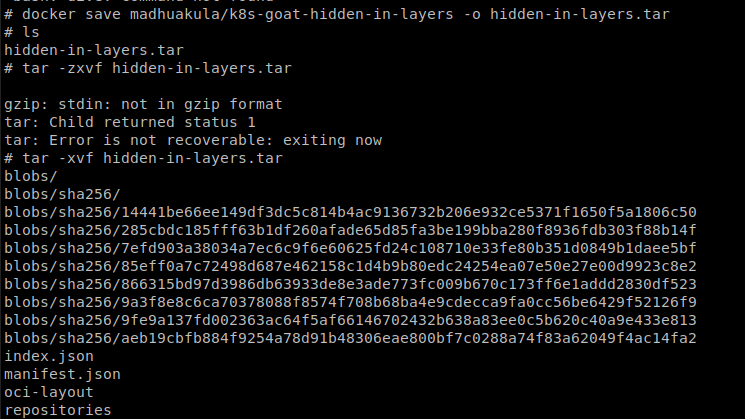 # docker save madhuakula/k8s-goat-hidden-in-layers -o hidden-in-layers.tar
# ls
hidden-in-layers.tar
# tar -zxvf hidden-in-layers.tar
gzip: stdin: not in gzip format
tar: Child returned status 1
tar: Error is not recoverable: exiting now
# tar -xvf hidden-in-layers.tar
blobs/
blobs/sha256/
blobs/sha256/14441be66ee149df3dc5c814b4ac9136732b206e932ce5371f1650f5a1806c50
blobs/sha256/285cbdc185fff63b1df260afade65d85fa3be199bba280f8936fdb303f88b14f
blobs/sha256/7efd903a38034a7ec6c9f6e60625fd24c108710e33fe80b351d0849b1daee5bf
blobs/sha256/85eff0a7c72498d687e462158c1d4b9b80edc24254ea07e50e27e00d9923c8e2
blobs/sha256/866315bd97d3986db63933de8e3ade773fc009b670c173ff6e1addd2830df523
blobs/sha256/9a3f8e8c6ca70378088f8574f708b68ba4e9cdecca9fa0cc56be6429f52126f9
blobs/sha256/9fe9a137fd002363ac64f5af66146702432b638a83ee0c5b620c40a9e433e813
blobs/sha256/aeb19cbfb884f9254a78d91b48306eae800bf7c0288a74f83a62049f4ac14fa2
index.json
manifest.json
oci-layout
repositories